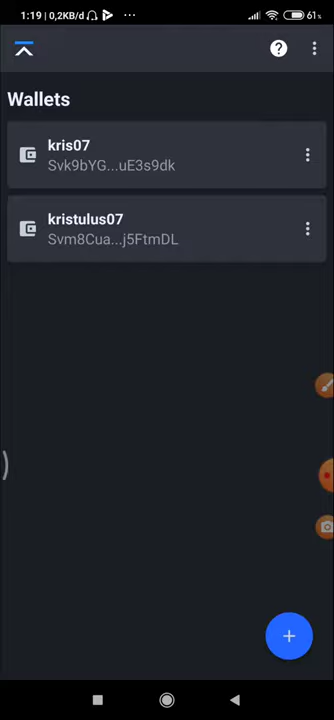 1:19 | 0,2KB/d
61%
Wallets
kris07
Svk9bYG...uE3s9dk
kristulus07
Svm8Cua...j5FtmDL